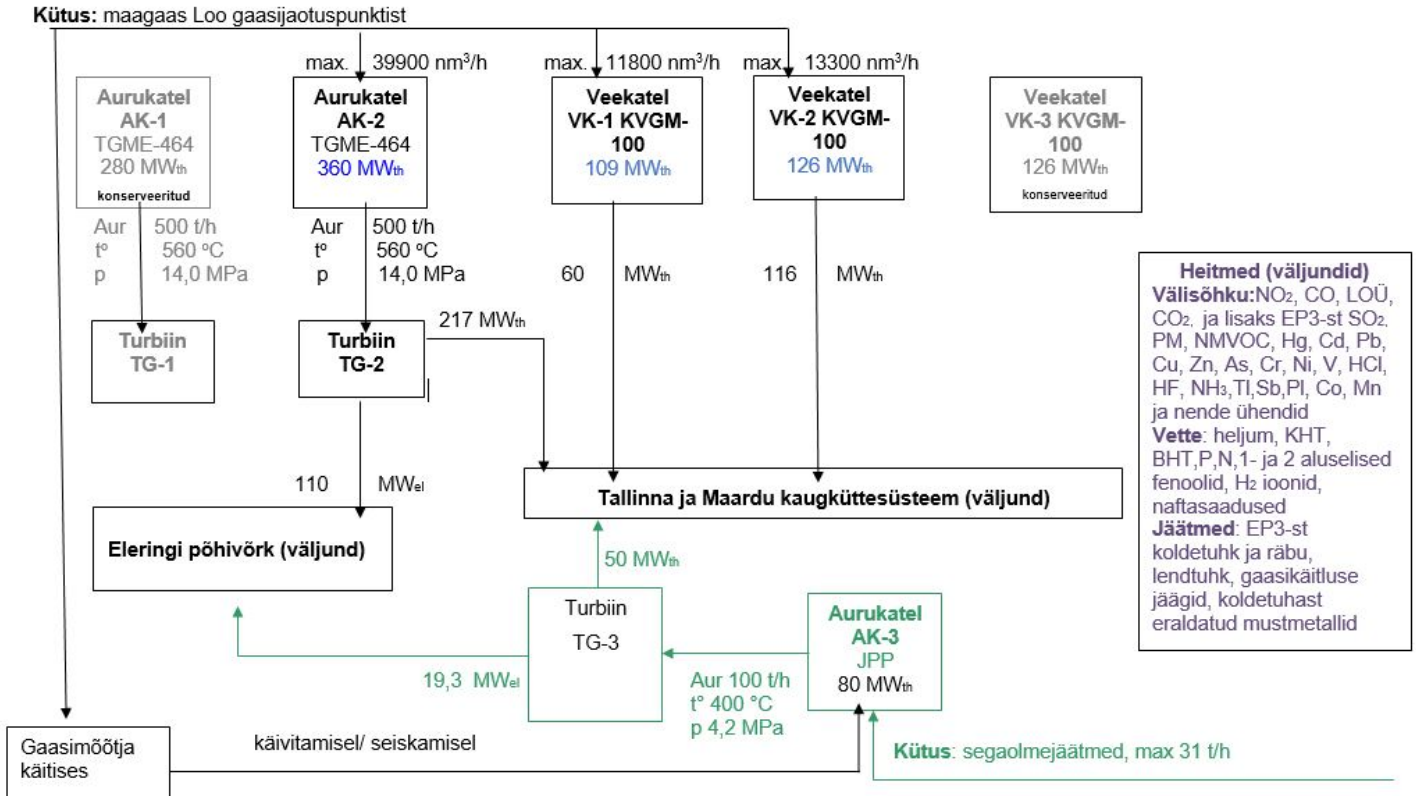 Kütus: maagaas Loo gaasijaotuspunktist
max. 39900 nm³/h
max. 11800 nm³/h
max. 13300 nm³/h
Aurukatel
AK-1
TGME-464
280 MWth
konserveeritud
Aurukatel
AK-2
TGME-464
360 MWth
Veekatel
VK-1 KVGM-
100
109 MWth
Veekatel
VK-2 KVGM-
100
126 MWth
Veekatel
VK-3 KVGM-
100
126 MWth
konserveeritud
Aur 500 t/h
tº 560 ºC
p 14,0 MPa
Aur 500 t/h
tº 560 ºC
p 14,0 MPa
60 MWth
116 MWth
Turbiin
TG-1
Turbiin
TG-2
217 MWth
110 MWel
Tallinna ja Maardu kaugküttesüsteem (väljund)
Eleringi põhivõrk (väljund)
50 MWth
Turbiin
TG-3
19,3 MWel
Aur 100 t/h
t° 400 °C
p 4,2 MPa
Aurukatel
AK-3
JPP
80 MWth
Gaasimõõtja
käitises
käivitamisel/ seiskamisel
Kütus: segaolmejäätmed, max 31 t/h
Heitmed (väljundid)
Välisõhku:NO₂, CO, LOÜ,
CO₂, ja lisaks EP3-st SO₂,
PM, NMVOC, Hg, Cd, Pb,
Cu, Zn, As, Cr, Ni, V, HCl,
HF, NH₃,Tl,Sb,Pl, Co, Mn
ja nende ühendid
Vette: heljum, KHT,
BHT,P,N,1- ja 2 aluselised
fenoolid, H₂ ioonid,
naftasaadused
Jäätmed: EP3-st
koldetuhk ja räbu,
lendtuhk, gaasikäitluse
jäägid, koldetuhast
eraldatud mustmetallid